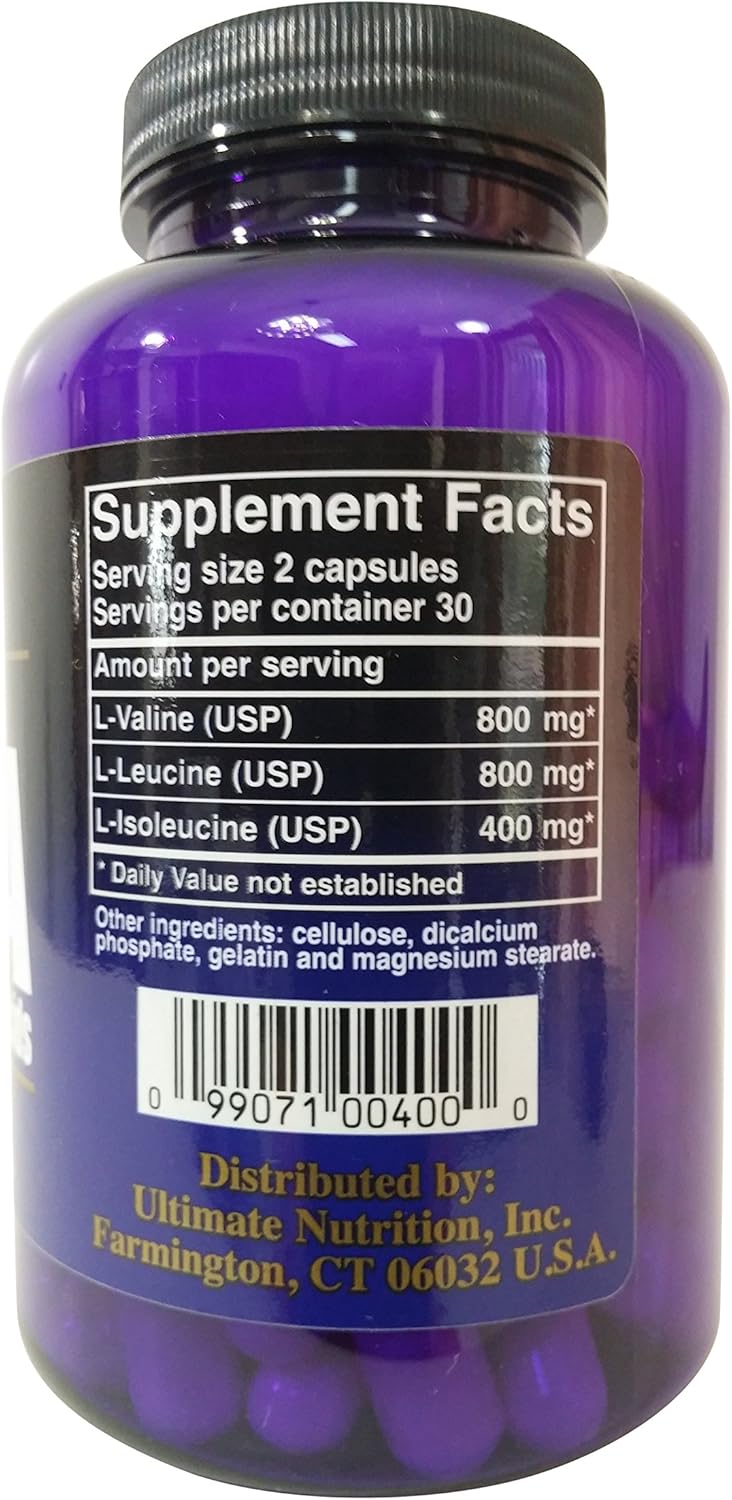 Supplement Facts
Serving size 2 capsules
Servings per container 30
Amount per serving
L-Valine (USP) 800 mg*
L-Leucine (USP) 800 mg*
L-Isoleucine (USP) 400 mg*
* Daily Value not established
Other ingredients: cellulose, dicalcium
phosphate, gelatin and magnesium stearate.
0 99071 00400 0
Distributed by:
Ultimate Nutrition, Inc.
Farmington, CT 06032 U.S.A.